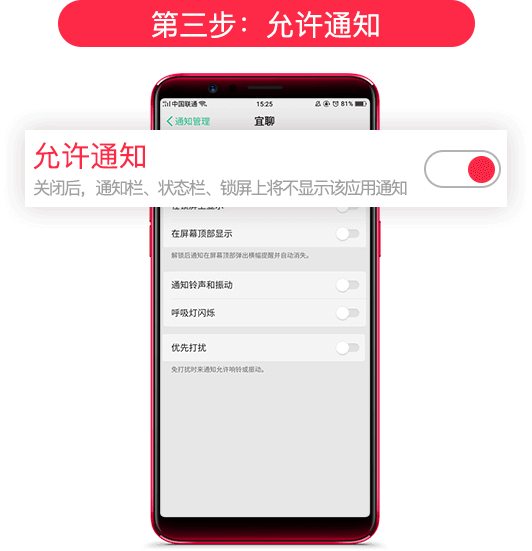 第三步：允许通知
中国联通 15:25 81%
通知管理 宜聊
允许通知
关闭后，通知栏、状态栏、锁屏上将不显示该应用通知
在锁屏上显示
在屏幕顶部显示
解锁后通知在屏幕顶部弹出横幅提醒并自动消失。
通知铃声和振动
呼吸灯闪烁
优先打扰
免打扰时来通知允许响铃或振动。